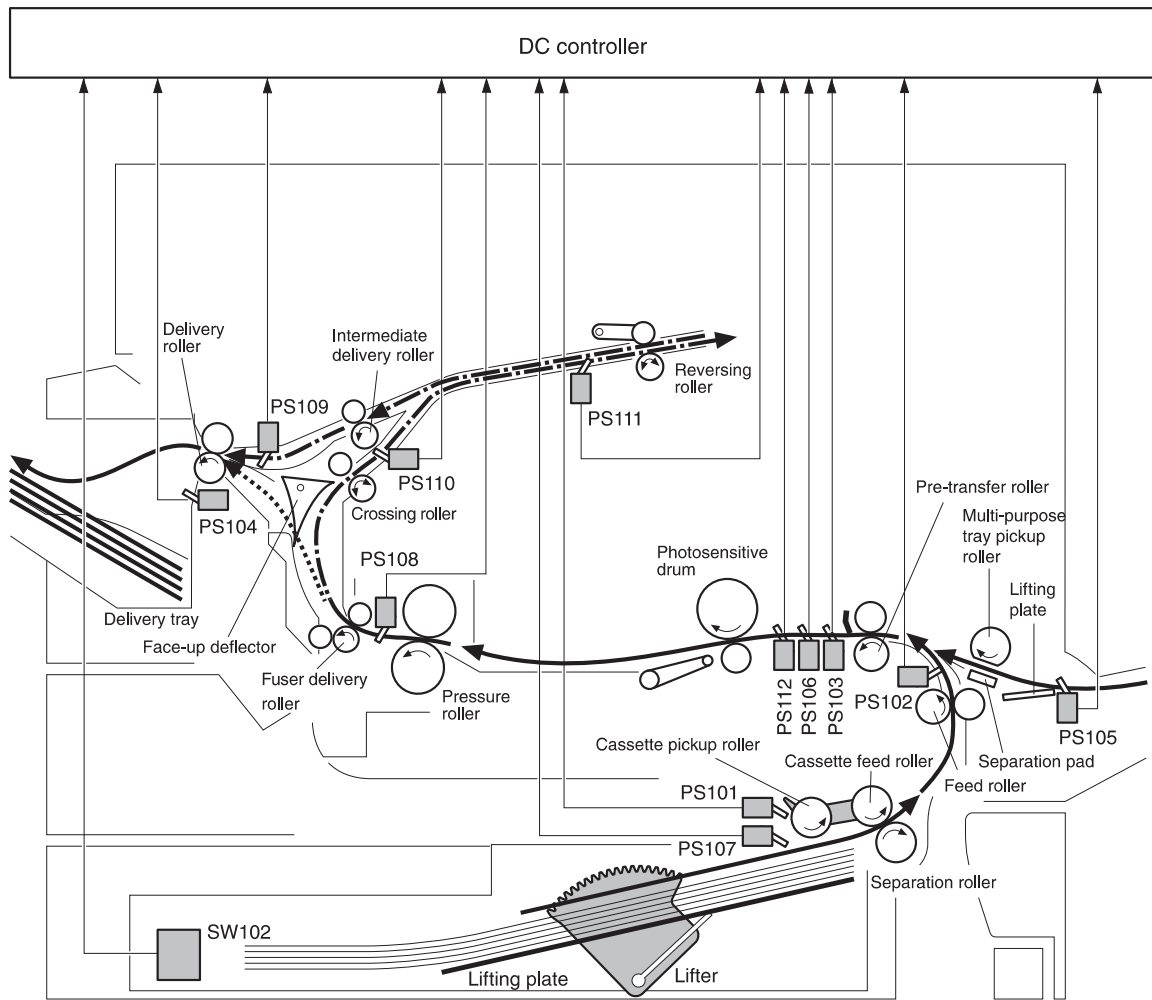 DC controller
Delivery
roller
Intermediate
delivery roller
Reversing
roller
PS109
PS111
PS110
Pre-transfer roller
PS104
Crossing roller
Multi-purpose
tray pickup
roller
PS108
Photosensitive
drum
Lifting
plate
Delivery tray
Face-up deflector
Fuser delivery
roller
Pressure
roller
PS112
PS106
PS103
PS102
PS105
Cassette pickup roller
Cassette feed roller
Separation pad
Feed roller
PS101
PS107
Separation roller
SW102
Lifting plate
Lifter